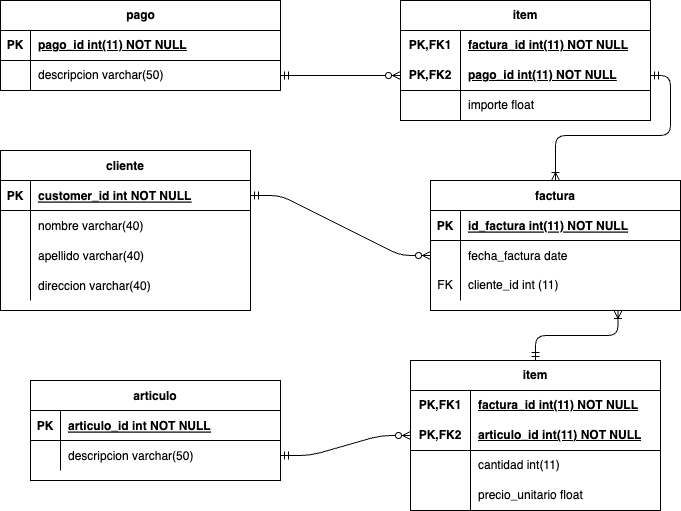 pago
PK pago_id int(11) NOT NULL
descripcion varchar(50)
item
PK,FK1 factura_id int(11) NOT NULL
PK,FK2 pago_id int(11) NOT NULL
importe float
cliente
PK customer_id int NOT NULL
nombre varchar(40)
apellido varchar(40)
direccion varchar(40)
factura
PK id_factura int(11) NOT NULL
fecha_factura date
FK cliente_id int (11)
articulo
PK articulo_id int NOT NULL
descripcion varchar(50)
item
PK,FK1 factura_id int(11) NOT NULL
PK,FK2 articulo_id int(11) NOT NULL
cantidad int(11)
precio_unitario float